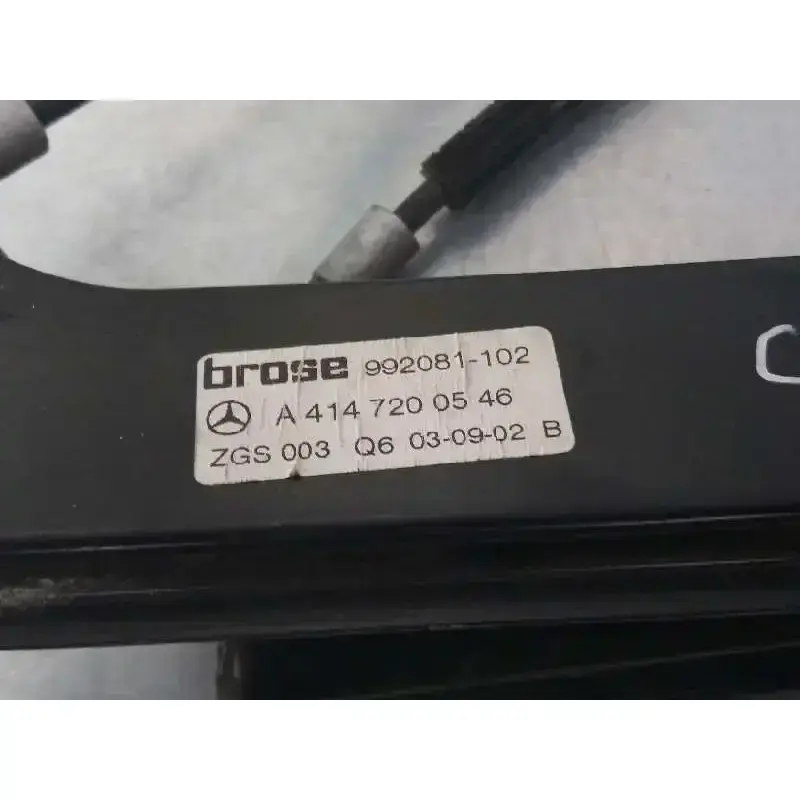 brose 992081-102
A 414 720 05 46
ZGS 003 Q6 03-09-02 B